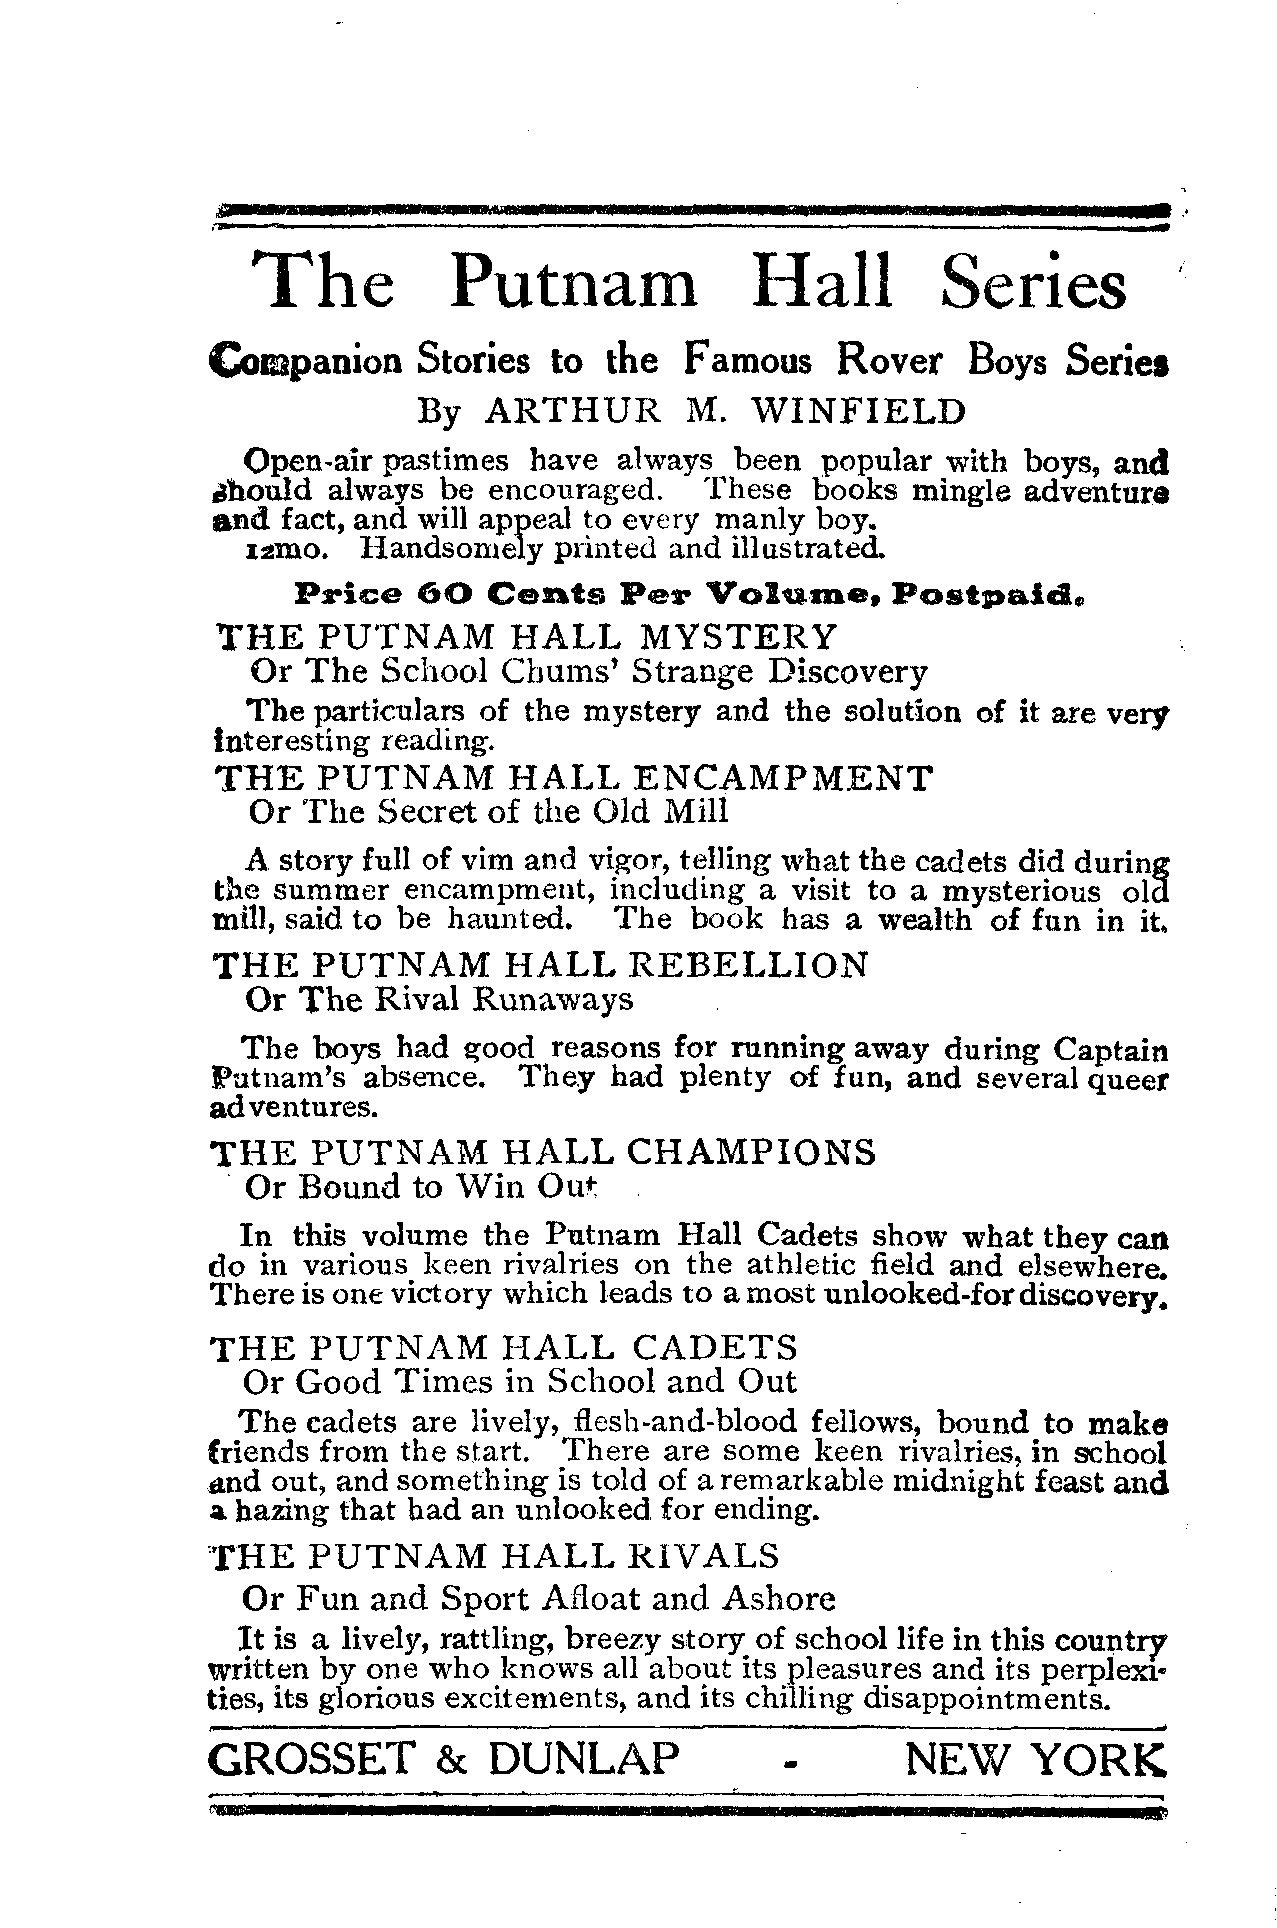 The Putnam Hall Series
Companion Stories to the Famous Rover Boys Series
By ARTHUR M. WINFIELD
Open-air pastimes have always been popular with boys, and
should always be encouraged. These books mingle adventure
and fact, and will appeal to every manly boy.
12mo. Handsomely printed and illustrated.
Price 60 Cents Per Volume, Postpaid.
THE PUTNAM HALL MYSTERY
Or The School Chums' Strange Discovery
The particulars of the mystery and the solution of it are very
interesting reading.
THE PUTNAM HALL ENCAMPMENT
Or The Secret of the Old Mill
A story full of vim and vigor, telling what the cadets did during
the summer encampment, including a visit to a mysterious old
mill, said to be haunted. The book has a wealth of fun in it.
THE PUTNAM HALL REBELLION
Or The Rival Runaways
The boys had good reasons for running away during Captain
Putnam's absence. They had plenty of fun, and several queer
adventures.
THE PUTNAM HALL CHAMPIONS
Or Bound to Win Out
In this volume the Putnam Hall Cadets show what they can
do in various keen rivalries on the athletic field and elsewhere.
There is one victory which leads to a most unlooked-for discovery.
THE PUTNAM HALL CADETS
Or Good Times in School and Out
The cadets are lively, flesh-and-blood fellows, bound to make
friends from the start. There are some keen rivalries, in school
and out, and something is told of a remarkable midnight feast and
a hazing that had an unlooked for ending.
THE PUTNAM HALL RIVALS
Or Fun and Sport Afloat and Ashore
It is a lively, rattling, breezy story of school life in this country
written by one who knows all about its pleasures and its perplexi-
ties, its glorious excitements, and its chilling disappointments.
GROSSET & DUNLAP - NEW YORK